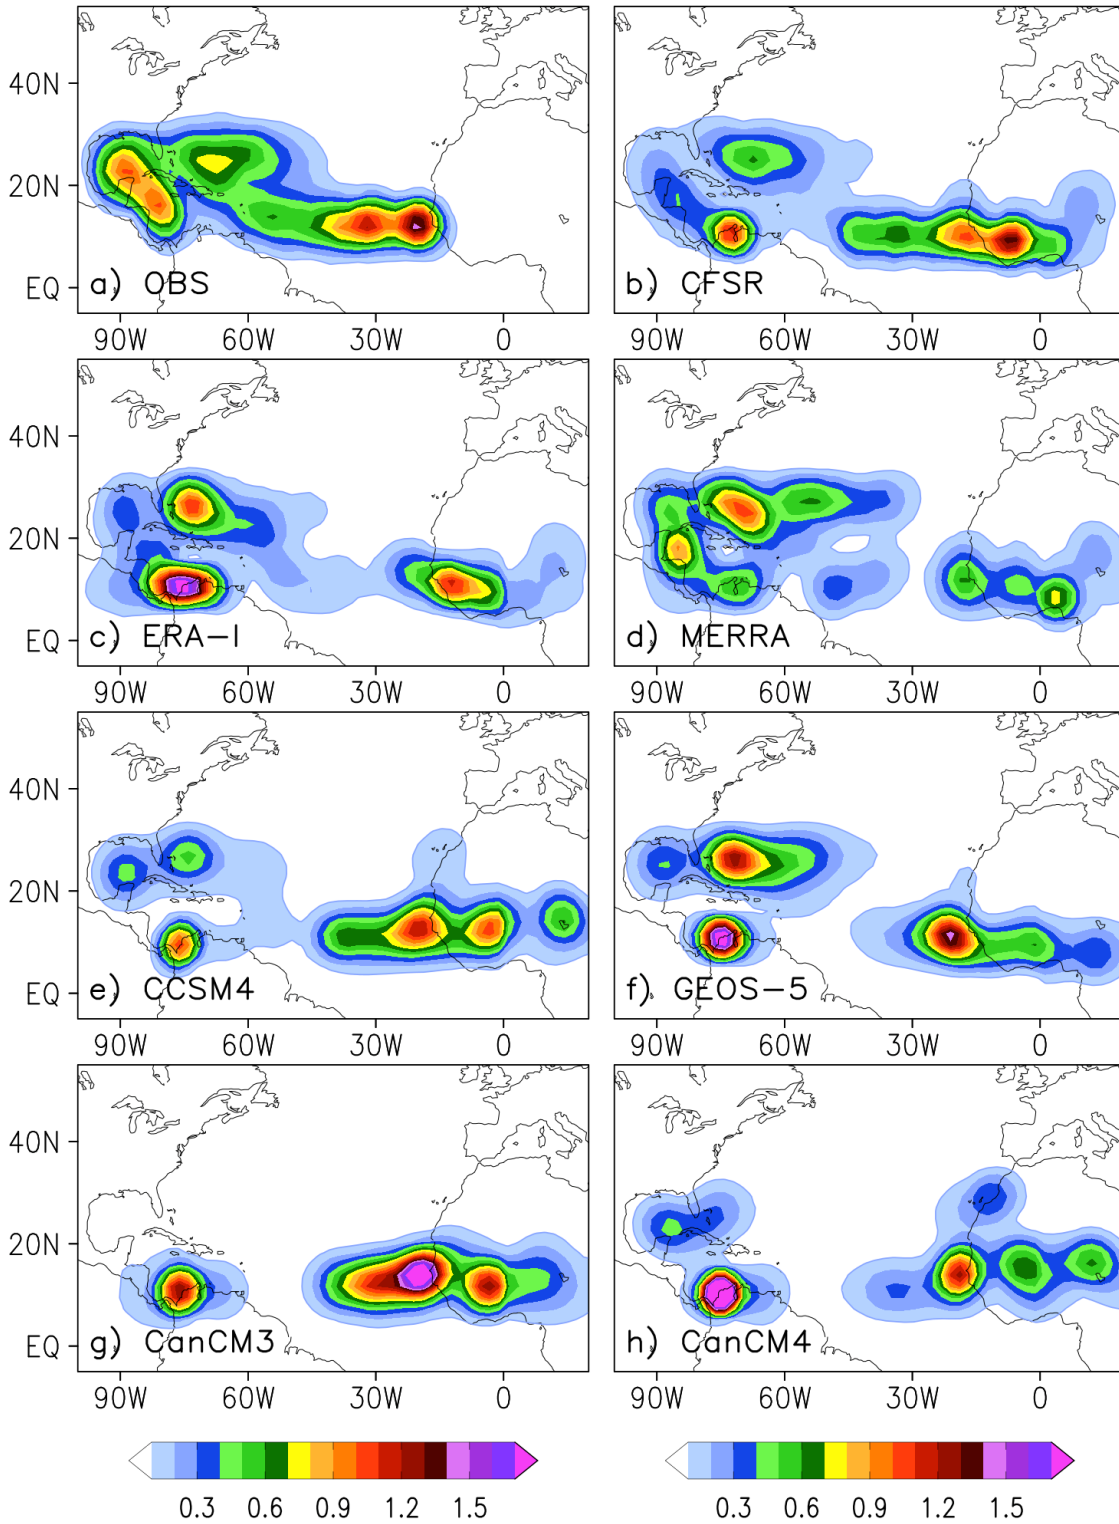 40N
20N
EQ
a) OBS
b) CFSR
90W 60W 30W 0
90W 60W 30W 0
40N
20N
EQ
c) ERA-I
d) MERRA
90W 60W 30W 0
90W 60W 30W 0
40N
20N
EQ
e) CCSM4
f) GEOS-5
90W 60W 30W 0
90W 60W 30W 0
40N
20N
EQ
g) CanCM3
h) CanCM4
90W 60W 30W 0
90W 60W 30W 0
0.3 0.6 0.9 1.2 1.5
0.3 0.6 0.9 1.2 1.5